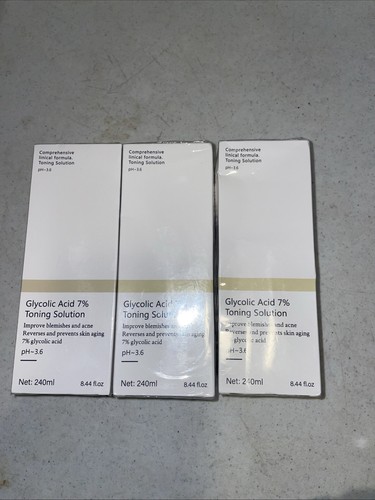 Comprehensive
linical formula.
Toning Solution
pH~3.6
Glycolic Acid 7%
Toning Solution
Improve blemishes and acne
Reverses and prevents skin aging
7% glycolic acid
pH~3.6
Net: 240ml 8.44 fl.oz
Comprehensive
linical formula.
Toning Solution
pH~3.6
Glycolic Acid
Toning
Improve blemishes
Reverses and prevents skin aging
7% glycolic acid
pH~3.6
Net: 240ml 8.44 fl.oz
Comprehensive
linical formula.
Toning Solution
pH~3.6
Glycolic Acid 7%
Toning Solution
blemishes and acne
and prevents skin aging
glycolic acid
pH~3.6
Net: 240ml 8.44 fl.oz